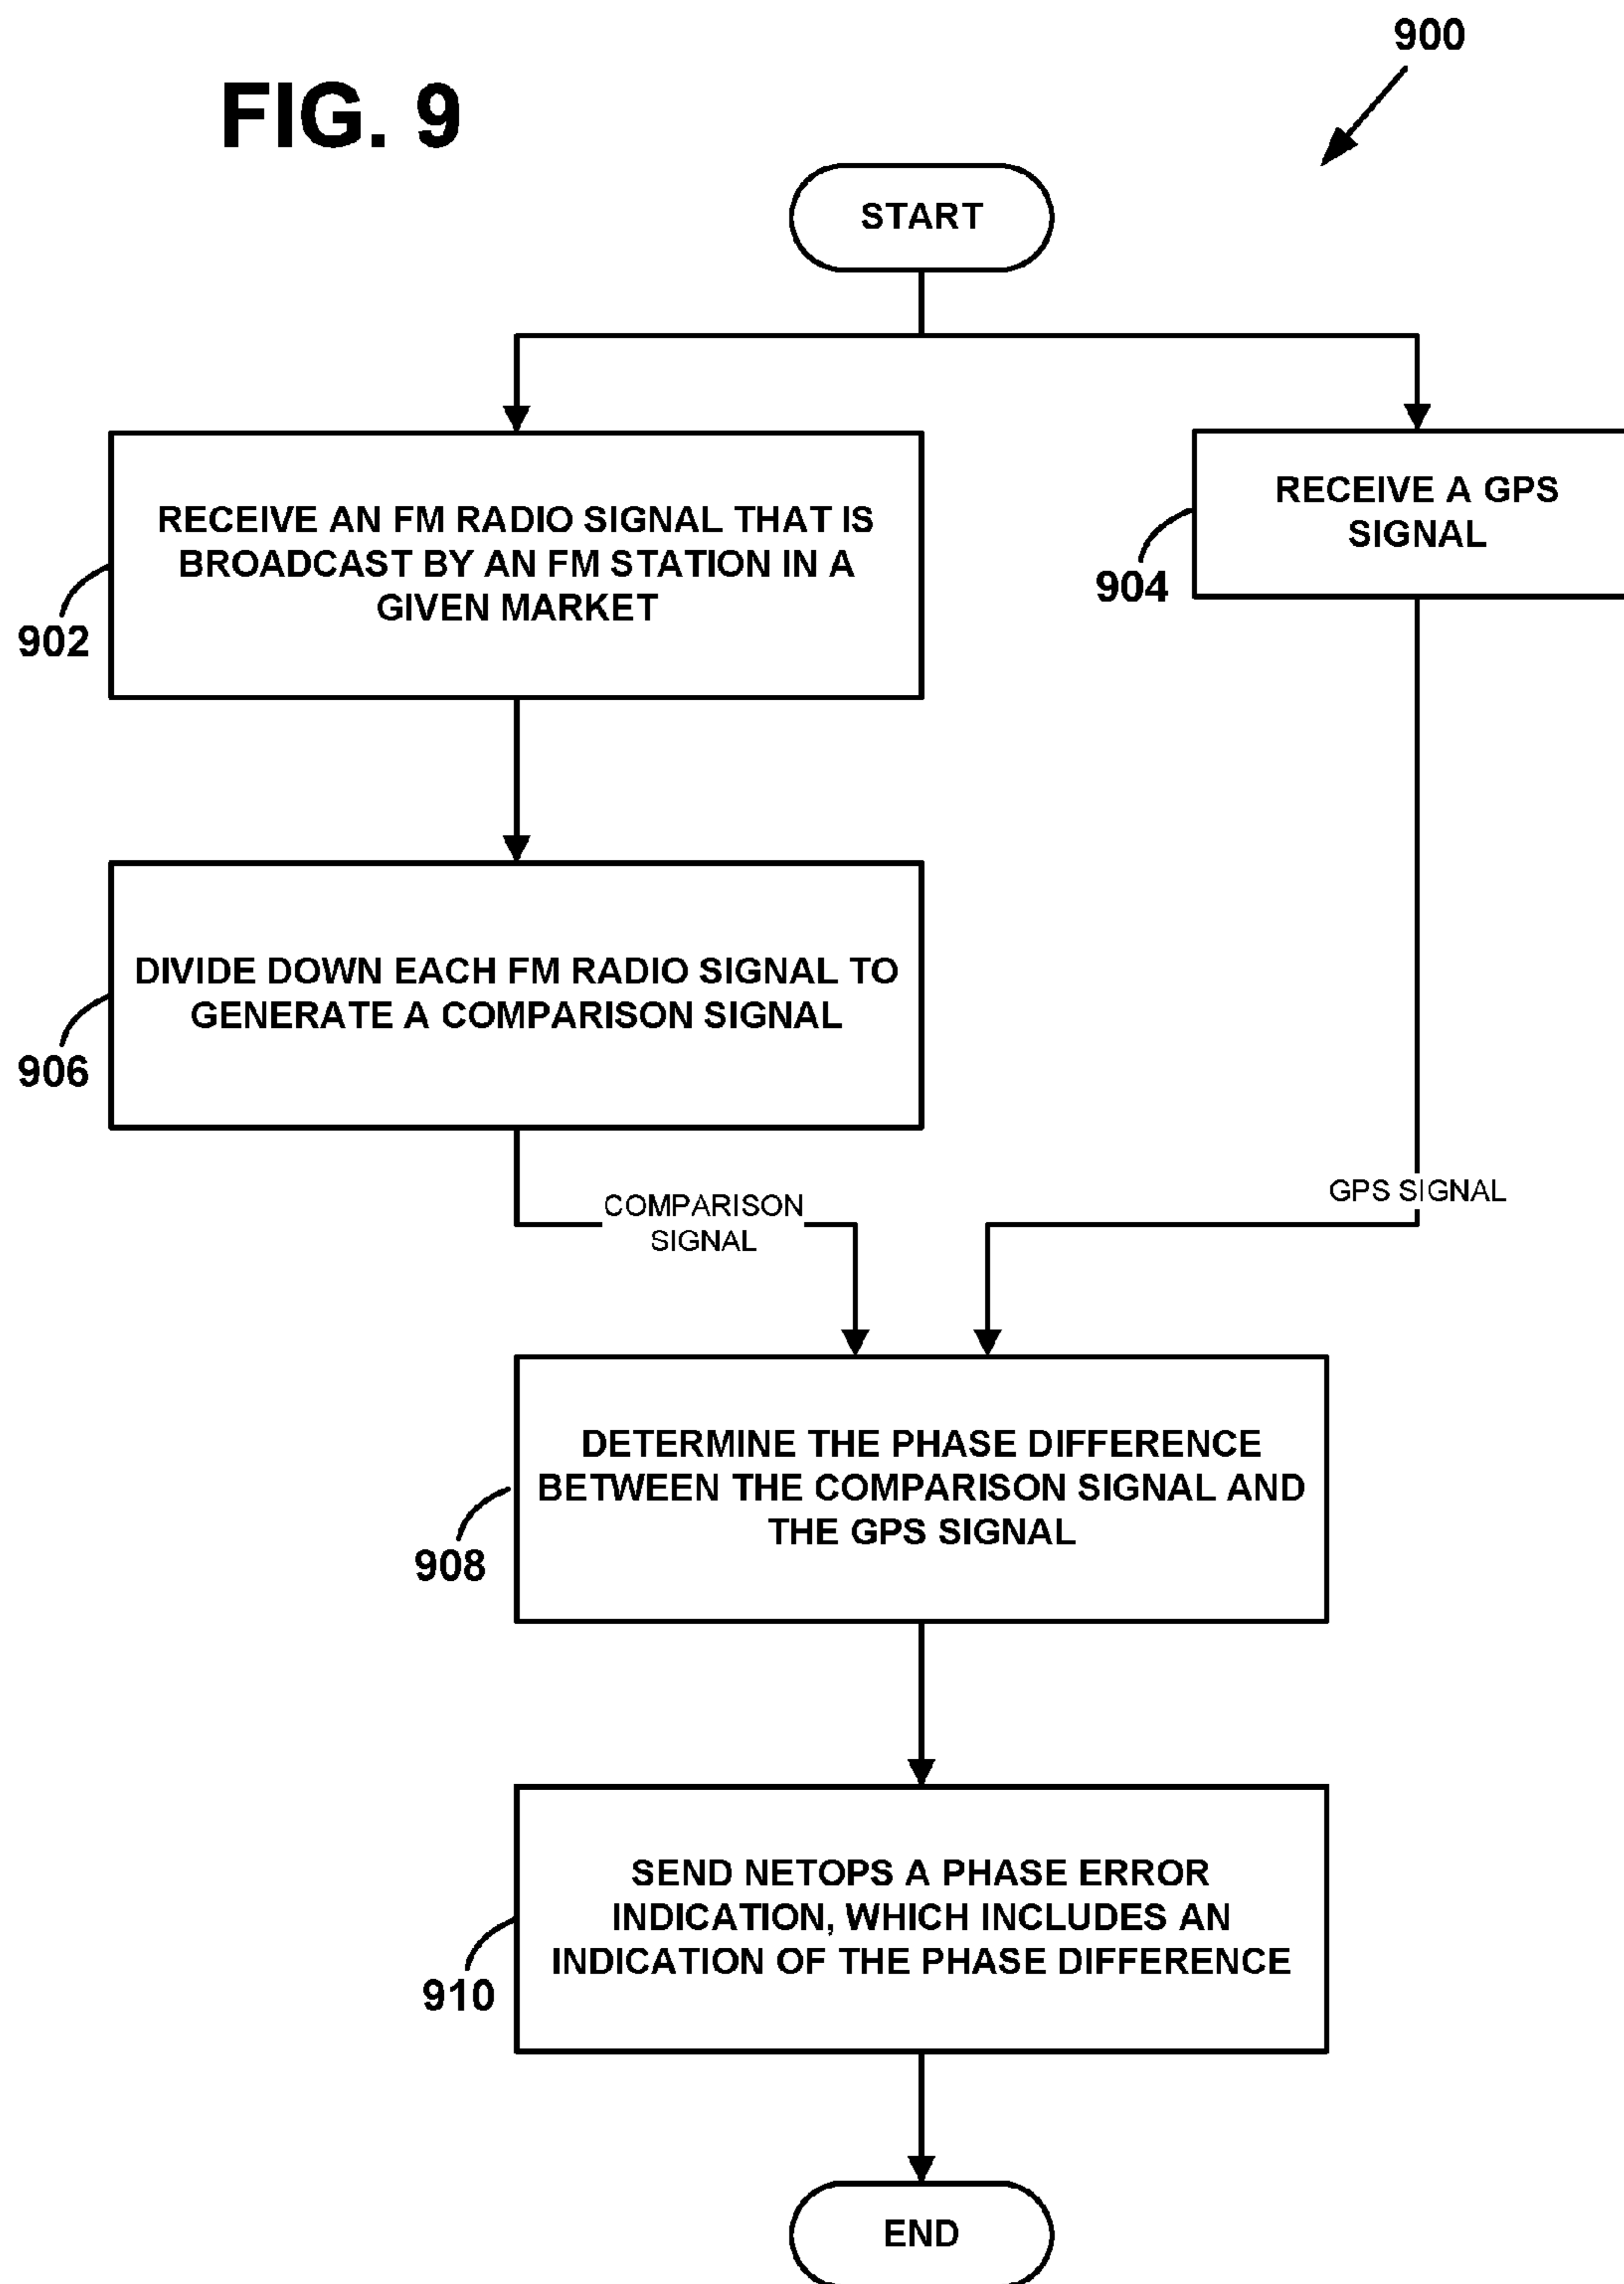 900
FIG. 9
START
RECEIVE AN FM RADIO SIGNAL THAT IS
BROADCAST BY AN FM STATION IN A
GIVEN MARKET
902
RECEIVE A GPS
SIGNAL
904
DIVIDE DOWN EACH FM RADIO SIGNAL TO
GENERATE A COMPARISON SIGNAL
906
COMPARISON
SIGNAL
GPS SIGNAL
DETERMINE THE PHASE DIFFERENCE
BETWEEN THE COMPARISON SIGNAL AND
THE GPS SIGNAL
908
SEND NETOPS A PHASE ERROR
INDICATION, WHICH INCLUDES AN
INDICATION OF THE PHASE DIFFERENCE
910
END